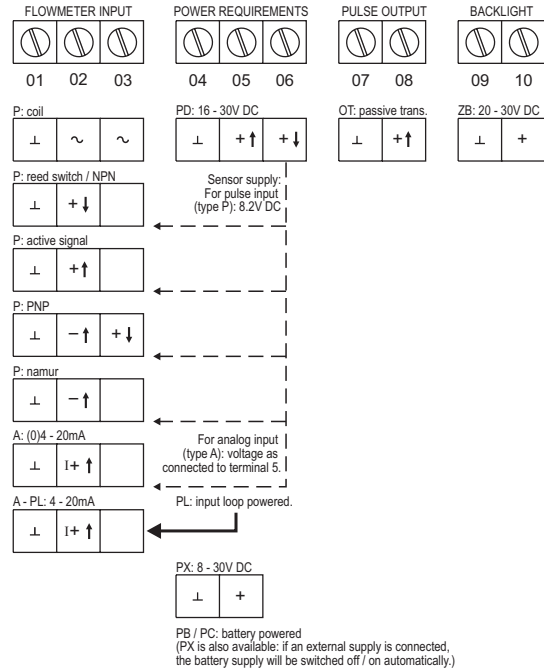 FLOWMETER INPUT POWER REQUIREMENTS PULSE OUTPUT BACKLIGHT
01 02 03 04 05 06 07 08 09 10
P: coil PD: 16 - 30V DC OT: passive trans. ZB: 20 - 30V DC
⊥ ~ ~ ⊥ +↑ +↓ ⊥ +↑ ⊥ +
P: reed switch / NPN
⊥ +↓
Sensor supply:
For pulse input
(type P): 8.2V DC
P: active signal
⊥ +↑
P: PNP
⊥ −↑ +↓
P: namur
⊥ −↑
A: (0)4 - 20mA
⊥ I+ ↑
For analog input
(type A): voltage as
connected to terminal 5.
A - PL: 4 - 20mA PL: input loop powered.
⊥ I+ ↑
PX: 8 - 30V DC
⊥ +
PB / PC: battery powered
(PX is also available: if an external supply is connected,
the battery supply will be switched off / on automatically.)